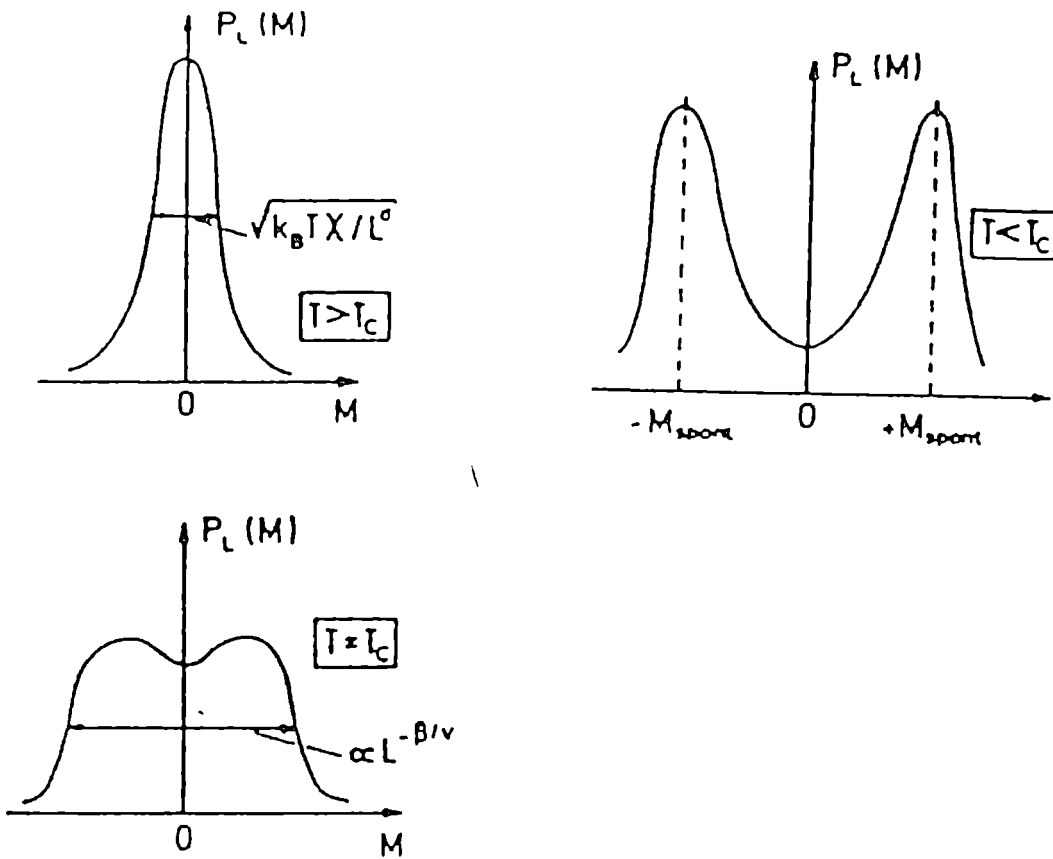 P_L (M)
√k_B T χ / L^d
T > T_C
0
M
P_L (M)
T < T_C
- M_spont
0
+ M_spont
P_L (M)
T = T_C
∝ L^-β/ν
0
M